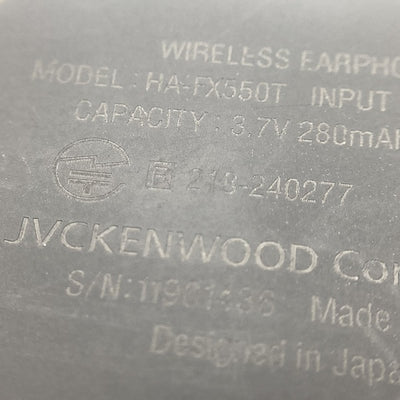 WIRELESS EARPHO
MODEL : HA-FX550T INPUT
CAPACITY : 3.7V 280mAh
R 213-240277
JVCKENWOOD Cor
S/N: Made
Designed in Japa